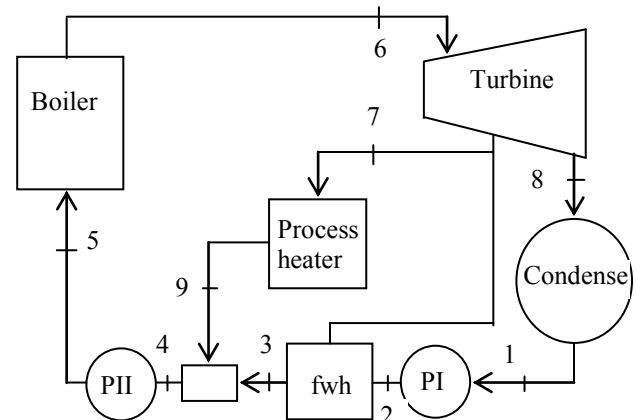 6
Turbine
Boiler
7
8
Process
heater
Condense
5
9
4
3
1
PII
fwh
PI
2